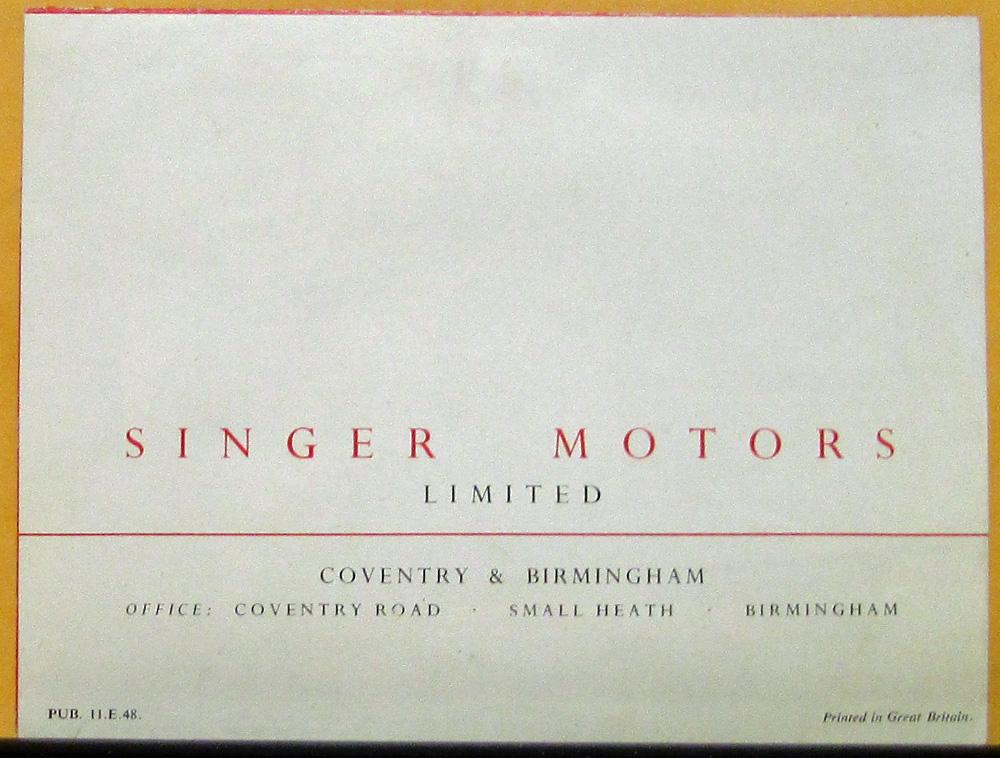 SINGER MOTORS
LIMITED
COVENTRY & BIRMINGHAM
OFFICE: COVENTRY ROAD · SMALL HEATH · BIRMINGHAM
PUB. 11.E.48. Printed in Great Britain.